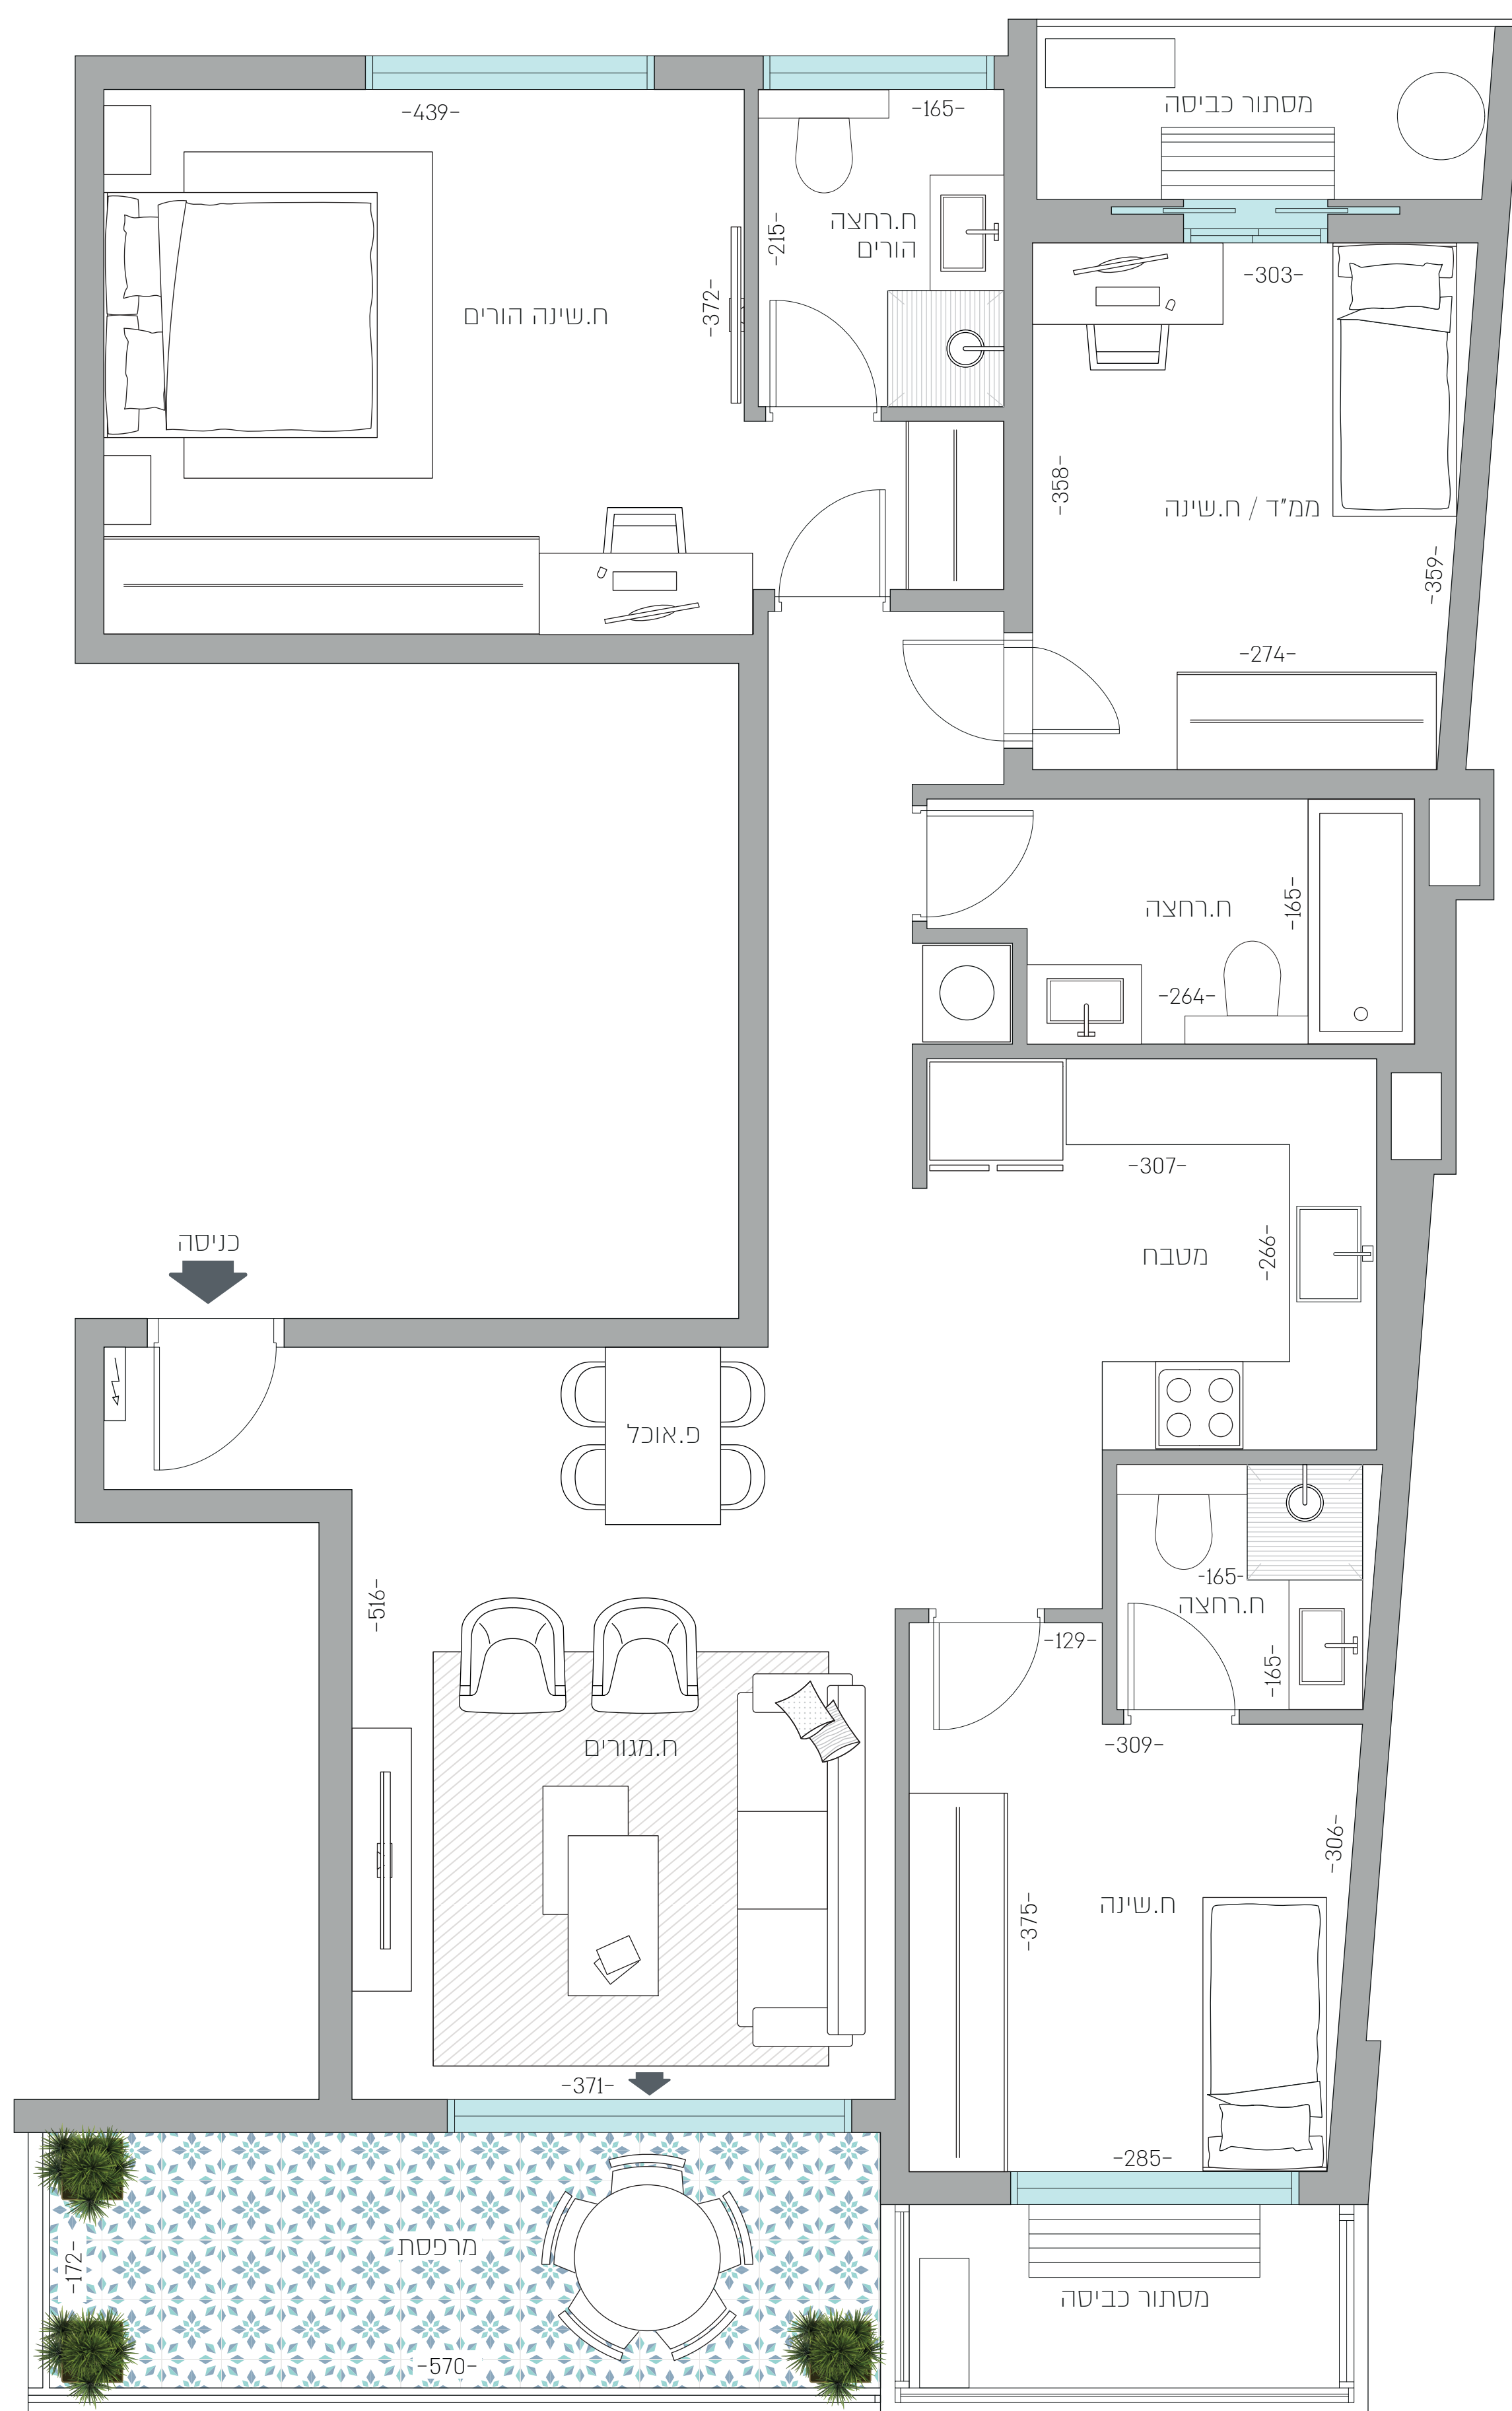 מסתור כביסה
-439-
-165-
ח.רחצה
הורים
-215-
-303-
ח.שינה הורים
-372-
-358-
ממ"ד / ח.שינה
-359-
-274-
ח.רחצה
-165-
-264-
-307-
כניסה
מטבח
-266-
פ.אוכל
-516-
-165-
ח.רחצה
-129-
-165-
ח.מגורים
-309-
-306-
ח.שינה
-375-
-371-
-285-
מרפסת
-172-
מסתור כביסה
-570-